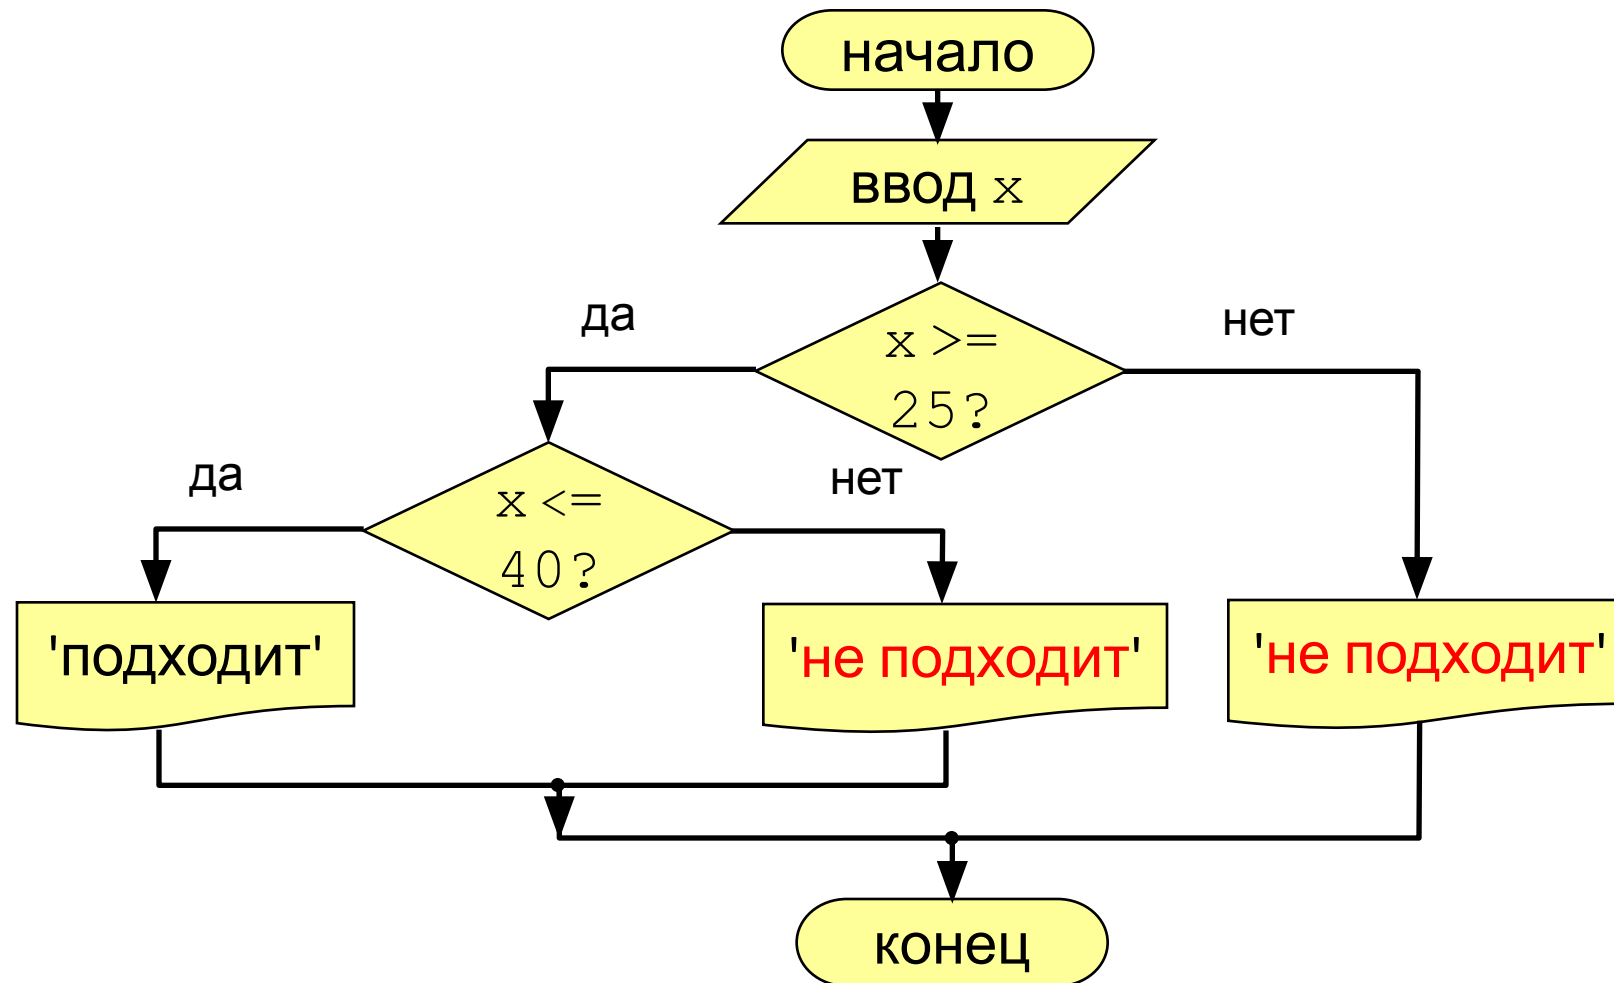 начало
ввод x
да
нет
x >=
25?
да
нет
x <=
40?
'подходит'
'не подходит'
'не подходит'
конец